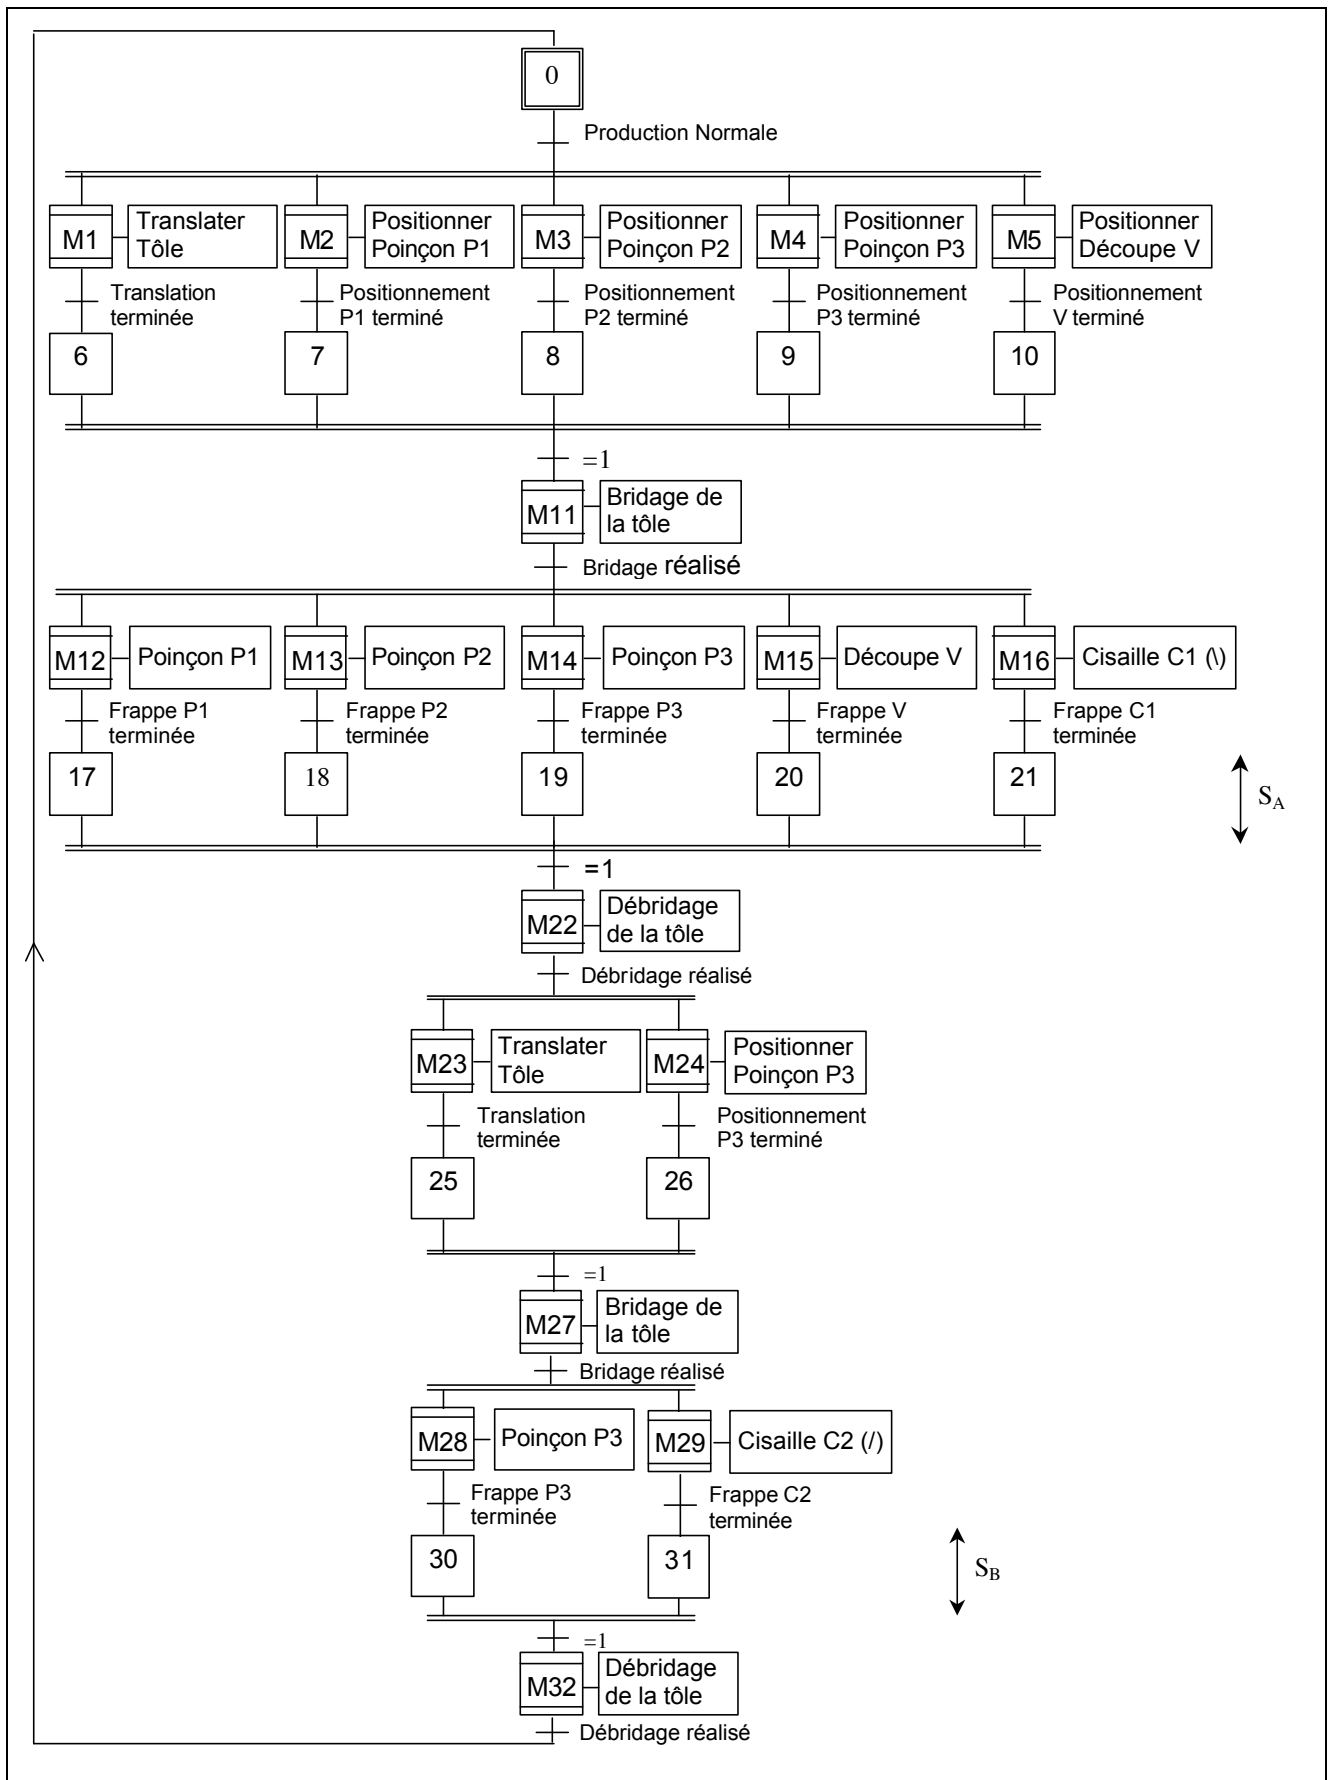 0
Production Normale
M1
Translater
Tôle
M2
Positionner
Poinçon P1
M3
Positionner
Poinçon P2
M4
Positionner
Poinçon P3
M5
Positionner
Découpe V
Translation
terminée
Positionnement
P1 terminé
Positionnement
P2 terminé
Positionnement
P3 terminé
Positionnement
V terminé
6
7
8
9
10
=1
M11
Bridage de
la tôle
Bridage réalisé
M12
Poinçon P1
M13
Poinçon P2
M14
Poinçon P3
M15
Découpe V
M16
Cisaille C1 (\)
Frappe P1
terminée
Frappe P2
terminée
Frappe P3
terminée
Frappe V
terminée
Frappe C1
terminée
17
18
19
20
21
SA
=1
M22
Débridage
de la tôle
Débridage réalisé
M23
Translater
Tôle
M24
Positionner
Poinçon P3
Translation
terminée
Positionnement
P3 terminé
25
26
=1
M27
Bridage de
la tôle
Bridage réalisé
M28
Poinçon P3
M29
Cisaille C2 (/)
Frappe P3
terminée
Frappe C2
terminée
30
31
SB
=1
M32
Débridage
de la tôle
Débridage réalisé